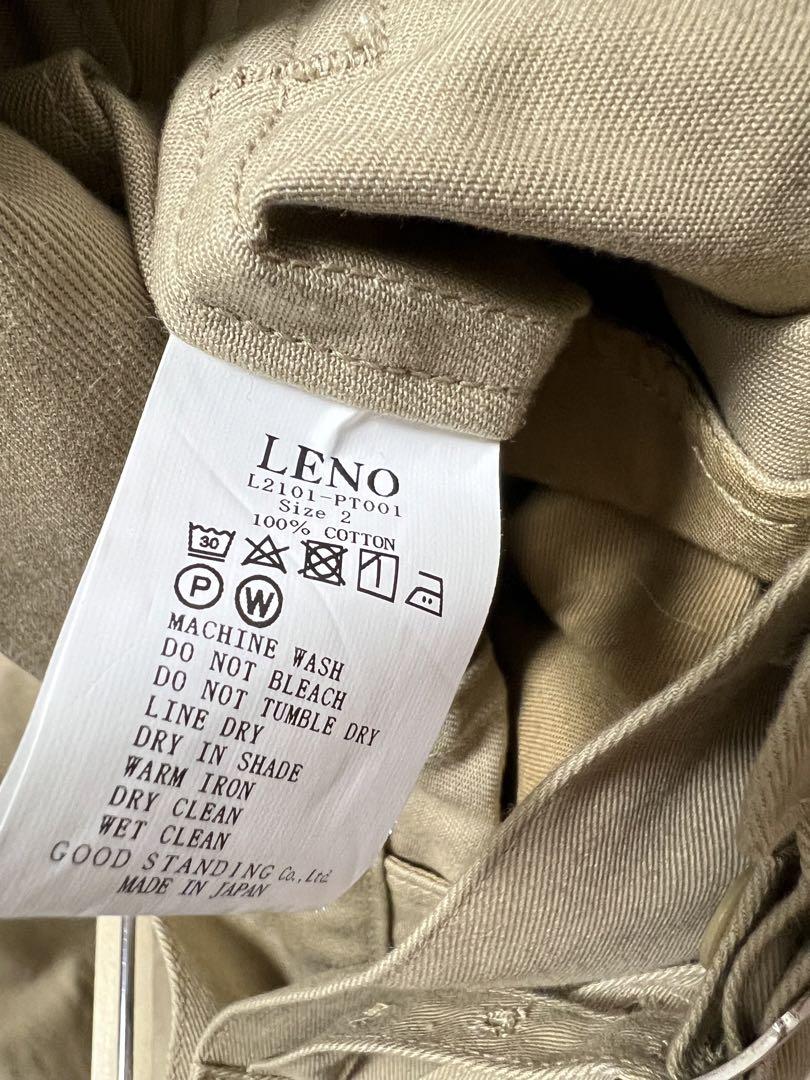 LENO
L2101-PT001
Size 2
100% COTTON
30
P W
MACHINE WASH
DO NOT BLEACH
DO NOT TUMBLE DRY
LINE DRY
DRY IN SHADE
WARM IRON
DRY CLEAN
WET CLEAN
GOOD STANDING Co.,Ltd.
MADE IN JAPAN